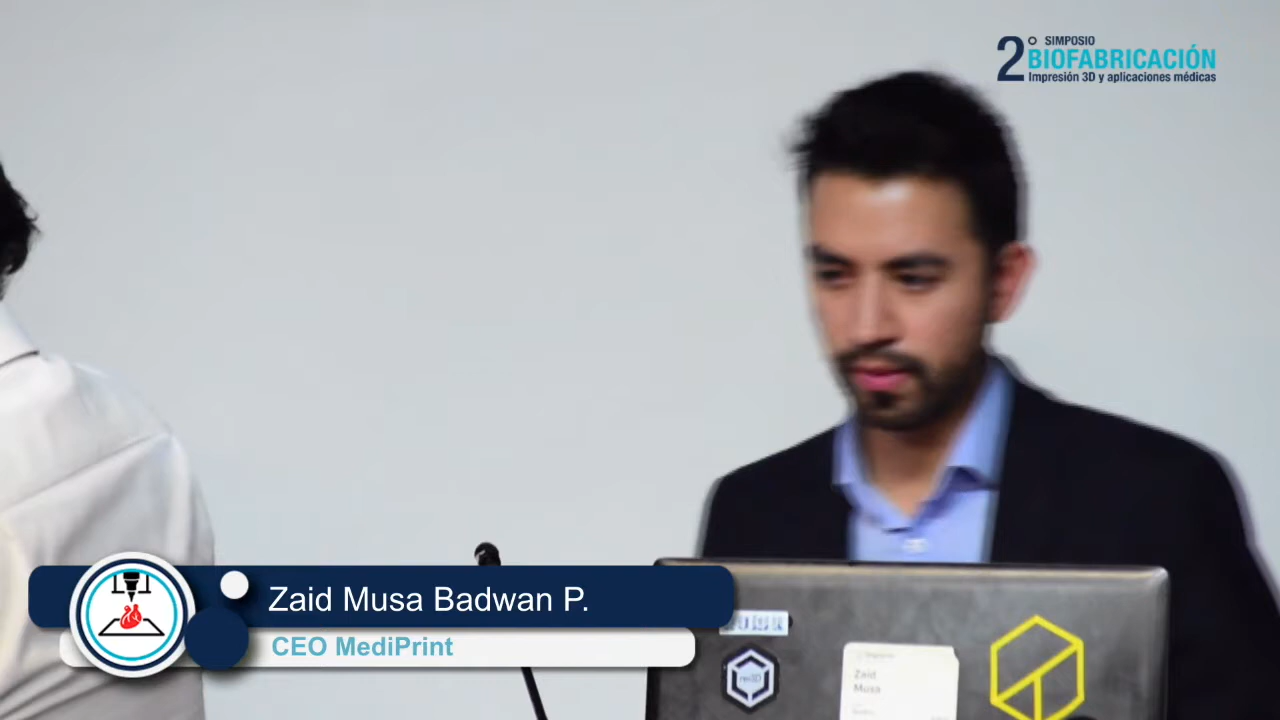 2° SIMPOSIO
BIOFABRICACIÓN
Impresión 3D y aplicaciones médicas
Zaid Musa Badwan P.
CEO MediPrint
Zaid
Musa